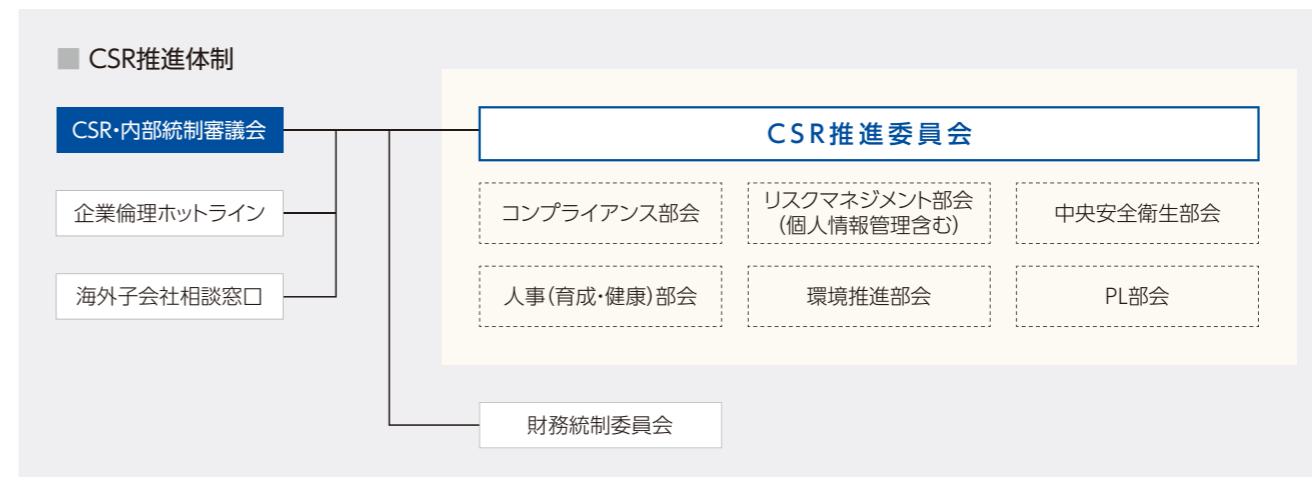 CSR推進体制
CSR・内部統制審議会
企業倫理ホットライン
海外子会社相談窓口
CSR推進委員会
コンプライアンス部会
リスクマネジメント部会
(個人情報管理含む)
中央安全衛生部会
人事(育成・健康)部会
環境推進部会
PL部会
財務統制委員会